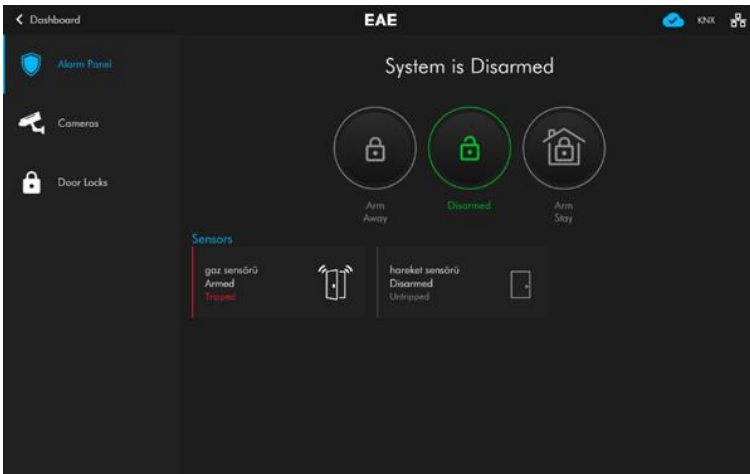 Dashboard
EAE
KNX
Alarm Panel
System is Disarmed
Cameras
Door Locks
Arm
Away
Disarmed
Arm
Stay
Sensors
gaz sensörü
Armed
Tripped
hareket sensörü
Disarmed
Untripped